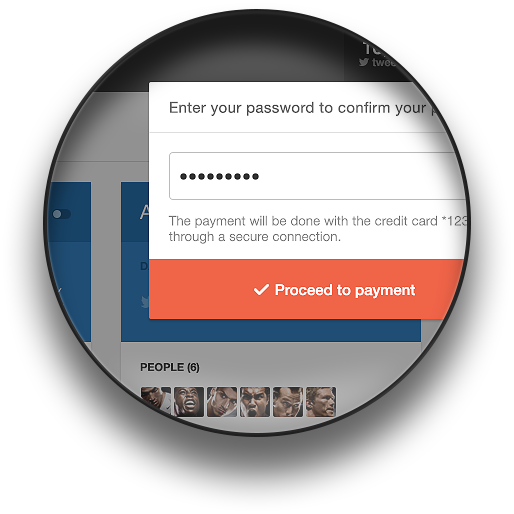 twee
Enter your password to confirm your
•••••••••
The payment will be done with the credit card *123
through a secure connection.
Proceed to payment
PEOPLE (6)